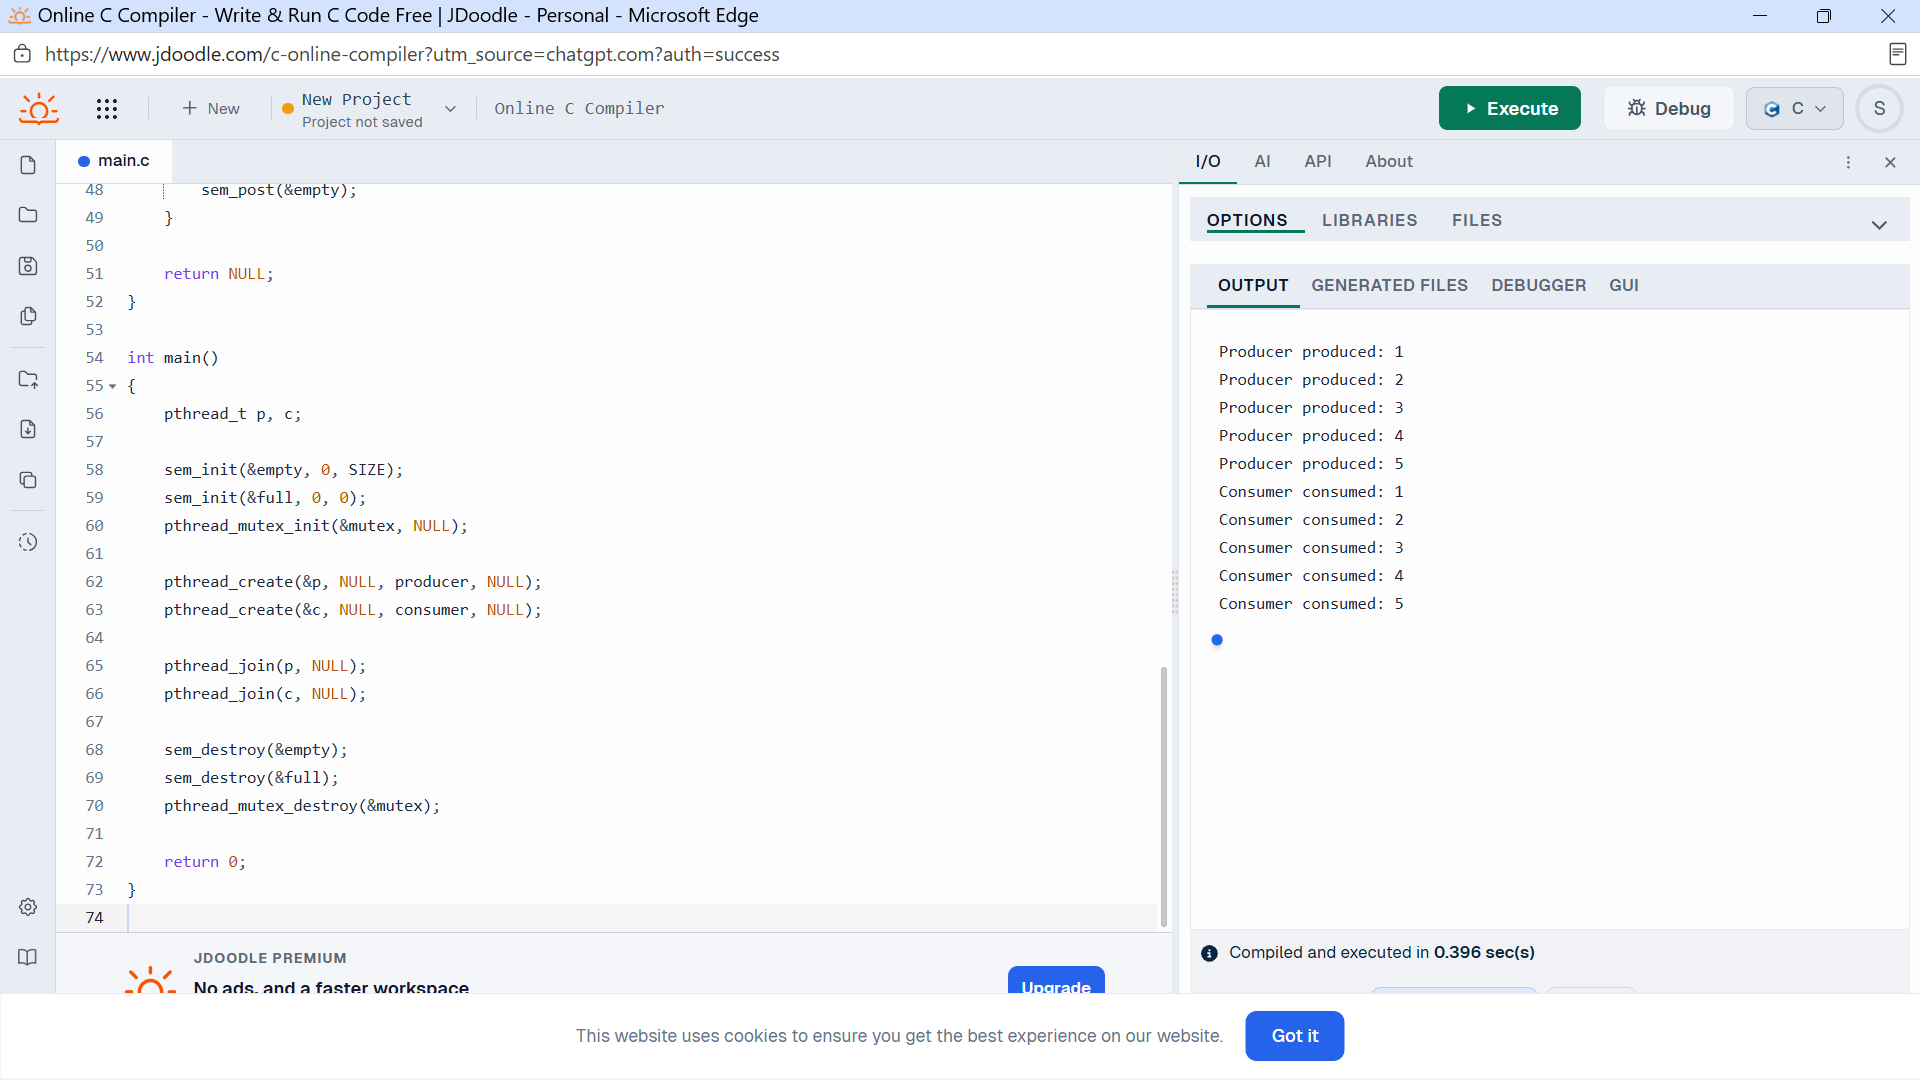 Online C Compiler - Write & Run C Code Free | JDoodle - Personal - Microsoft Edge
https://www.jdoodle.com/c-online-compiler?utm_source=chatgpt.com?auth=success
+ New
New Project
Project not saved
Online C Compiler
Execute
Debug
C
S
main.c
48 sem_post(&empty);
49 }
50
51 return NULL;
52 }
53
54 int main()
55 {
56 pthread_t p, c;
57
58 sem_init(&empty, 0, SIZE);
59 sem_init(&full, 0, 0);
60 pthread_mutex_init(&mutex, NULL);
61
62 pthread_create(&p, NULL, producer, NULL);
63 pthread_create(&c, NULL, consumer, NULL);
64
65 pthread_join(p, NULL);
66 pthread_join(c, NULL);
67
68 sem_destroy(&empty);
69 sem_destroy(&full);
70 pthread_mutex_destroy(&mutex);
71
72 return 0;
73 }
74
JDOODLE PREMIUM
No ads, and a faster workspace
Upgrade
I/O AI API About
OPTIONS LIBRARIES FILES
OUTPUT GENERATED FILES DEBUGGER GUI
Producer produced: 1
Producer produced: 2
Producer produced: 3
Producer produced: 4
Producer produced: 5
Consumer consumed: 1
Consumer consumed: 2
Consumer consumed: 3
Consumer consumed: 4
Consumer consumed: 5
Compiled and executed in 0.396 sec(s)
This website uses cookies to ensure you get the best experience on our website.
Got it